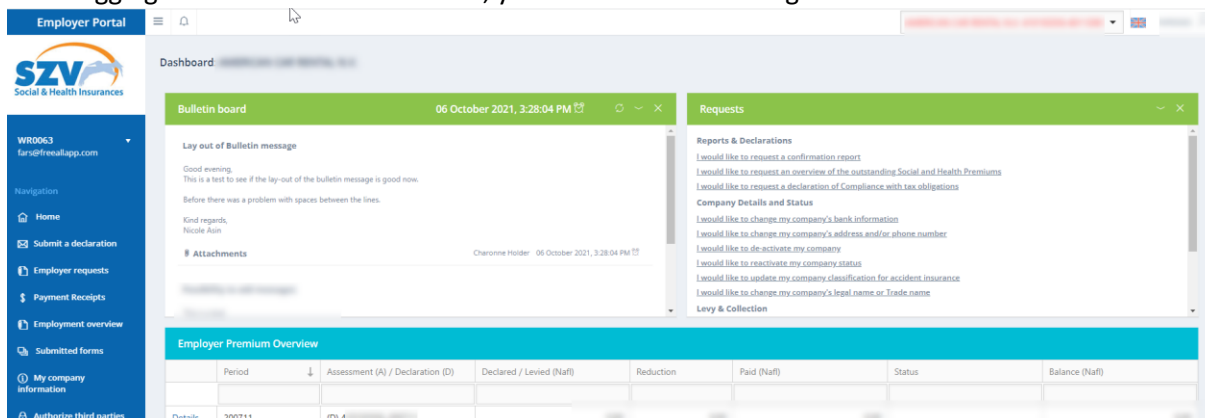 Employer Portal
SZV
Social & Health Insurances
WR0063
fars@freeallapp.com
Navigation
Home
Submit a declaration
Employer requests
Payment Receipts
Employment overview
Submitted forms
My company
information
Authorize third parties
Dashboard
Bulletin board 06 October 2021, 3:28:04 PM
Lay out of Bulletin message
Good evening,
This is a test to see if the lay-out of the bulletin message is good now.
Before there was a problem with spaces between the lines.
Kind regards,
Nicole Asin
Attachments Charonne Holder 06 October 2021, 3:28:04 PM
Requests
Reports & Declarations
I would like to request a confirmation report
I would like to request an overview of the outstanding Social and Health Premiums
I would like to request a declaration of Compliance with tax obligations
Company Details and Status
I would like to change my company's bank information
I would like to change my company's address and/or phone number
I would like to de-activate my company
I would like to reactivate my company status
I would like to update my company classification for accident insurance
I would like to change my company's legal name or Trade name
Levy & Collection
Employer Premium Overview
Period Assessment (A) / Declaration (D) Declared / Levied (Nafl) Reduction Paid (Nafl) Status Balance (Nafl)
Details 200711 (D) 4